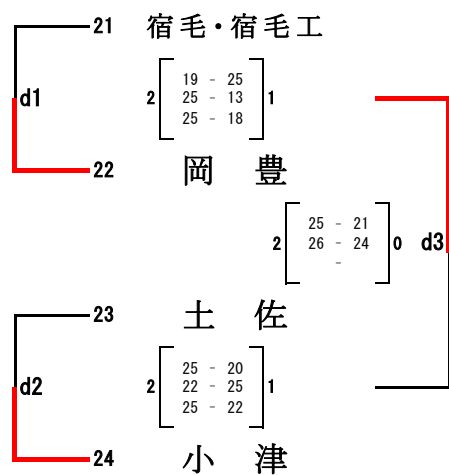 21 宿毛・宿毛工
d1 2 19 - 25 1
25 - 13
25 - 18
22 岡 豊
2 25 - 21 0 d3
26 - 24
-
23 土 佐
d2 2 25 - 20 1
22 - 25
25 - 22
24 小 津